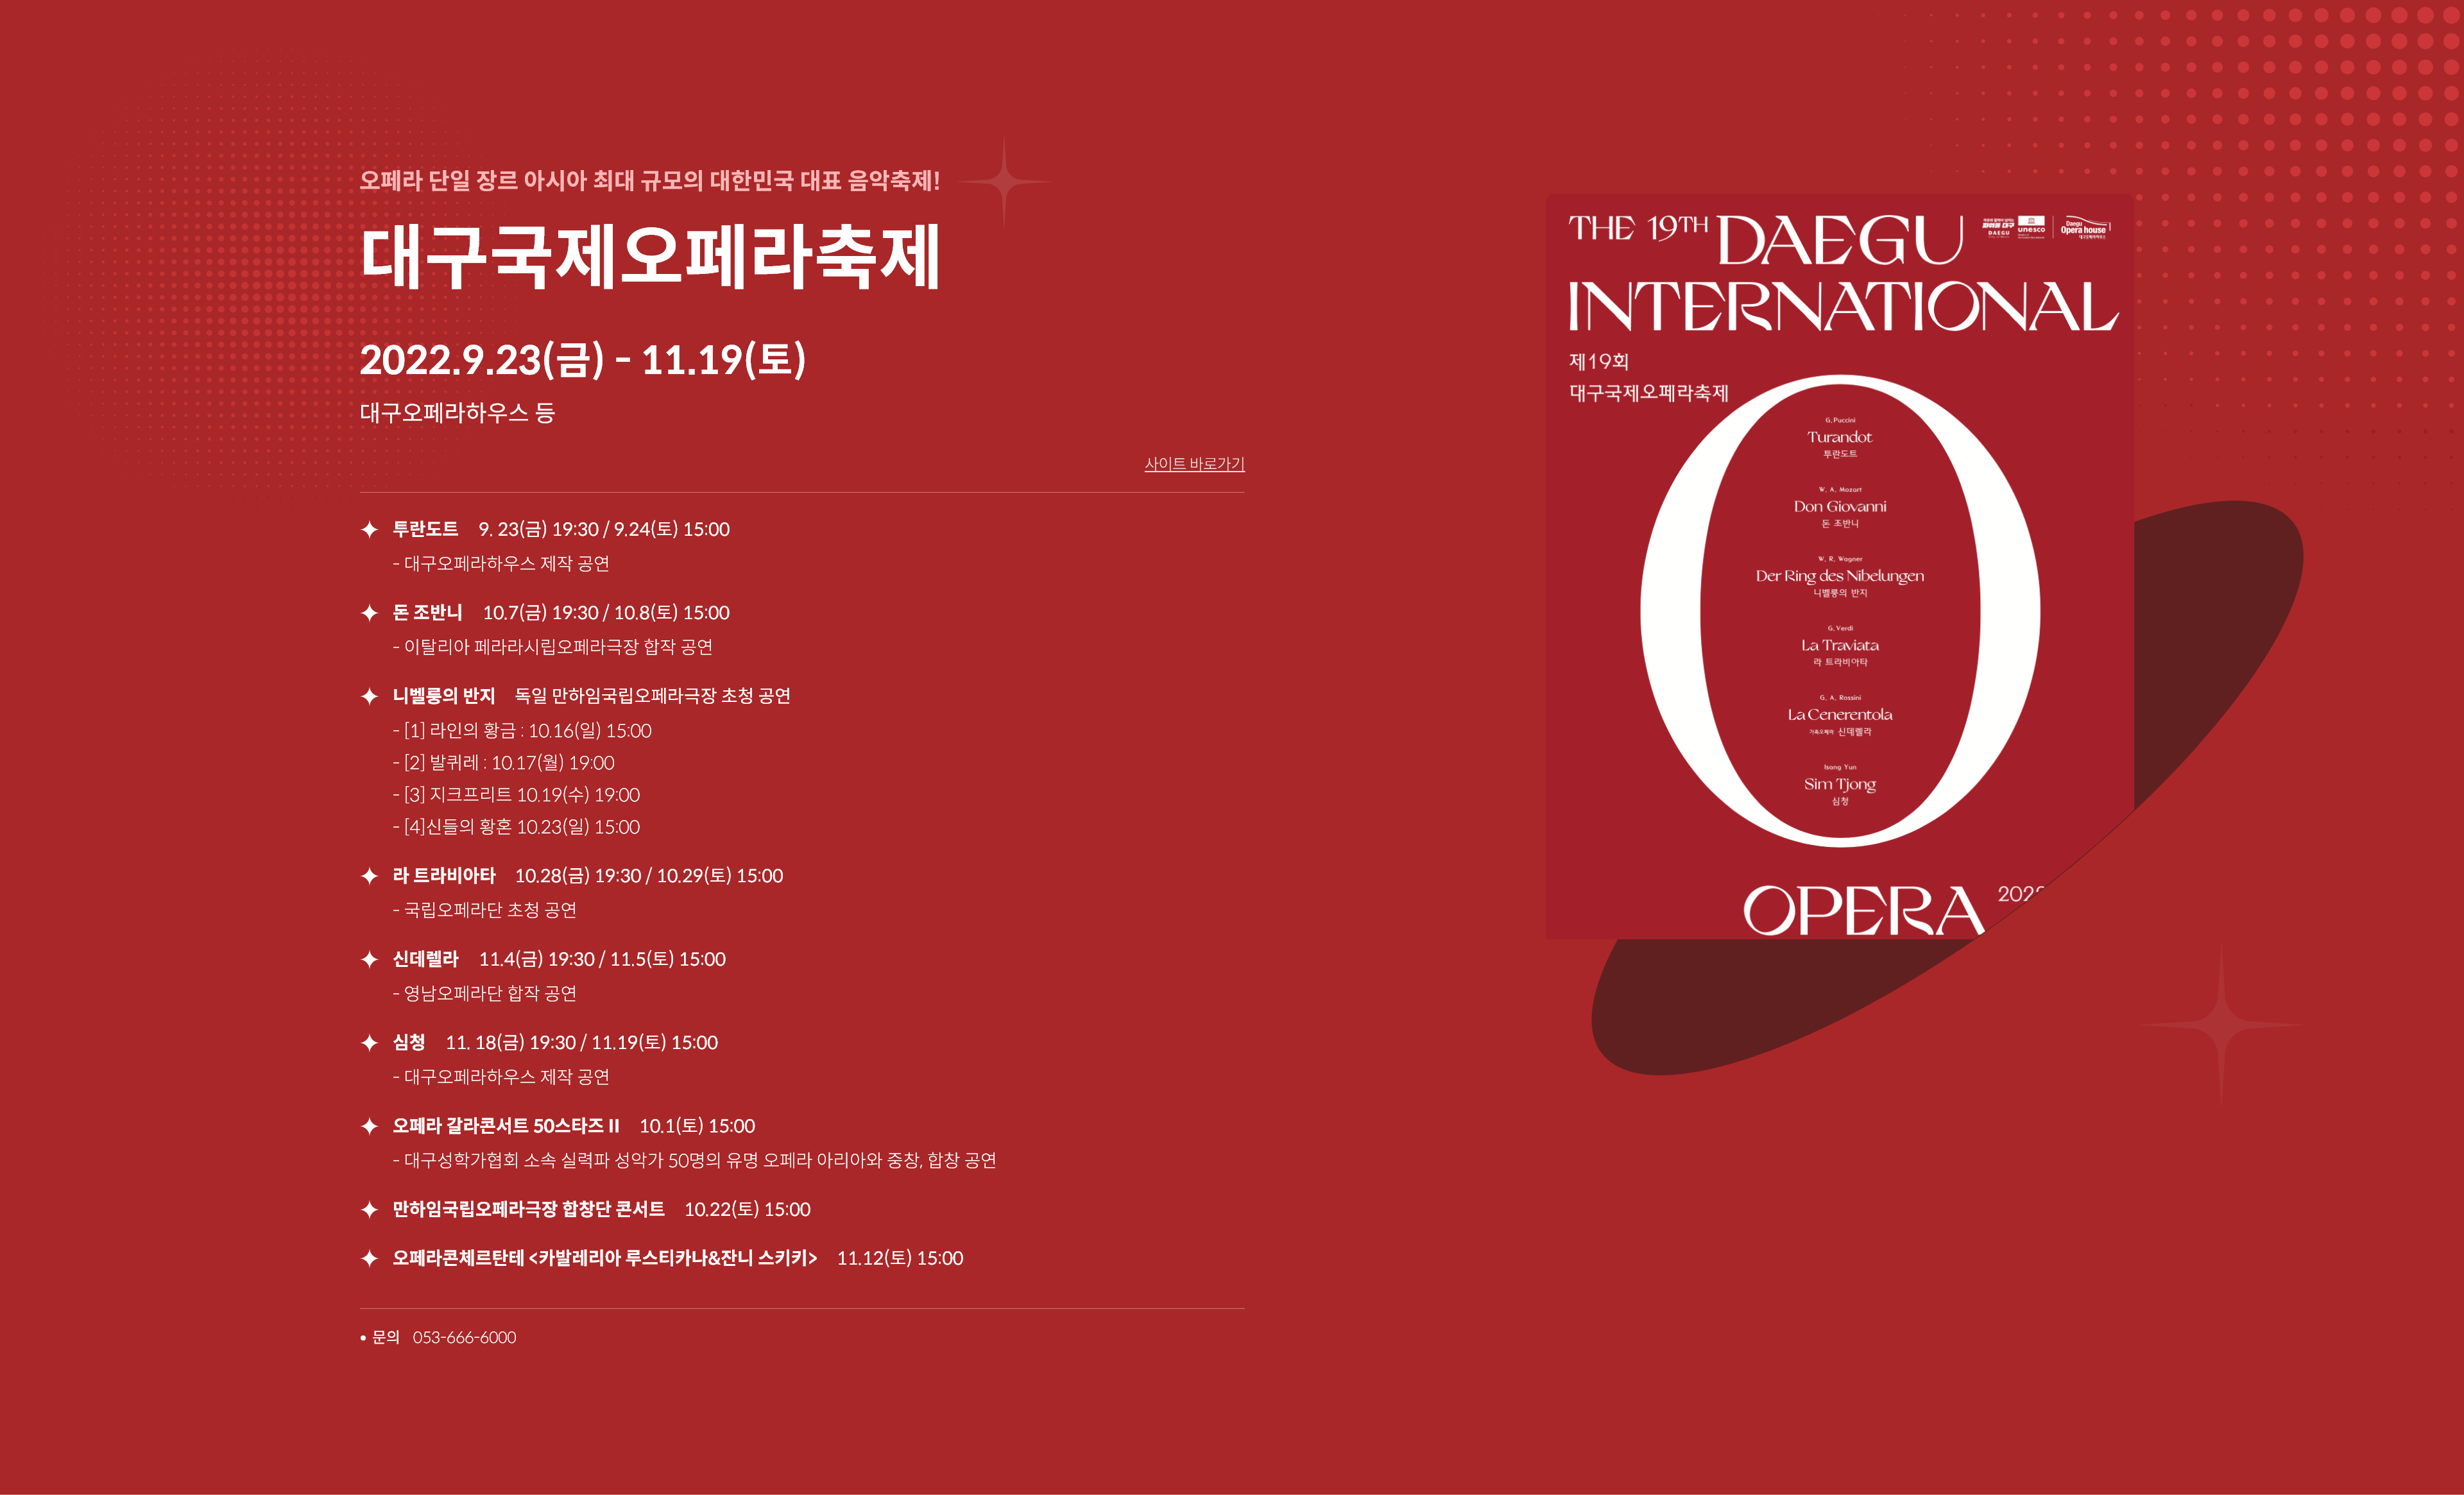 오페라 단일 장르 아시아 최대 규모의 대한민국 대표 음악축제!
대구국제오페라축제
2022.9.23(금) - 11.19(토)
대구오페라하우스 등
사이트 바로가기
투란도트 9. 23(금) 19:30 / 9.24(토) 15:00
- 대구오페라하우스 제작 공연
돈 조반니 10.7(금) 19:30 / 10.8(토) 15:00
- 이탈리아 페라라시립오페라극장 합작 공연
니벨룽의 반지 독일 만하임국립오페라극장 초청 공연
- [1] 라인의 황금 : 10.16(일) 15:00
- [2] 발퀴레 : 10.17(월) 19:00
- [3] 지크프리트 10.19(수) 19:00
- [4]신들의 황혼 10.23(일) 15:00
라 트라비아타 10.28(금) 19:30 / 10.29(토) 15:00
- 국립오페라단 초청 공연
신데렐라 11.4(금) 19:30 / 11.5(토) 15:00
- 영남오페라단 합작 공연
심청 11. 18(금) 19:30 / 11.19(토) 15:00
- 대구오페라하우스 제작 공연
오페라 갈라콘서트 50스타즈 II 10.1(토) 15:00
- 대구성학가협회 소속 실력파 성악가 50명의 유명 오페라 아리아와 중창, 합창 공연
만하임국립오페라극장 합창단 콘서트 10.22(토) 15:00
오페라콘체르탄테 <카발레리아 루스티카나&잔니 스키키> 11.12(토) 15:00
• 문의 053-666-6000
THE 19TH DAEGU
INTERNATIONAL
파워풀 대구
DAEGU
unesco
Daegu
Opera house
대구오페라하우스
제19회
대구국제오페라축제
G.Puccini
Turandot
투란도트
W. A. Mozart
Don Giovanni
돈 조반니
W. R. Wagner
Der Ring des Nibelungen
니벨룽의 반지
G.Verdi
La Traviata
라 트라비아타
G. A. Rossini
La Cenerentola
가족오페라 신데렐라
Isang Yun
Sim Tjong
심청
OPERA
202